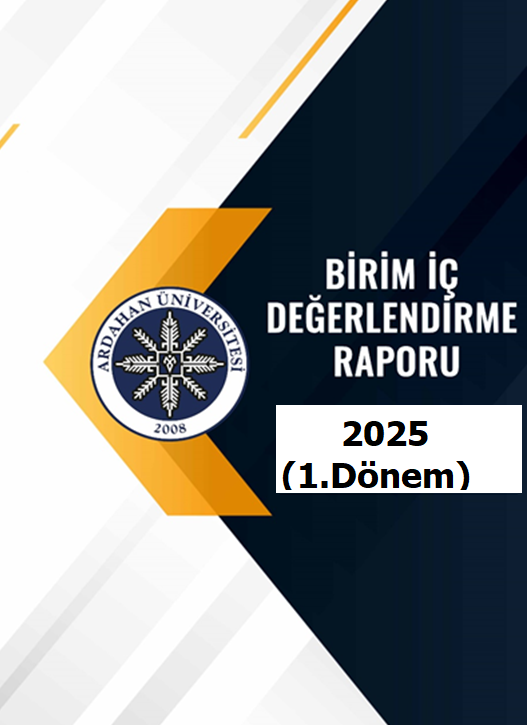 BİRİM İÇ
DEĞERLENDİRME
RAPORU
ARDAHAN ÜNİVERSİTESİ
2008
2025
(1.Dönem)